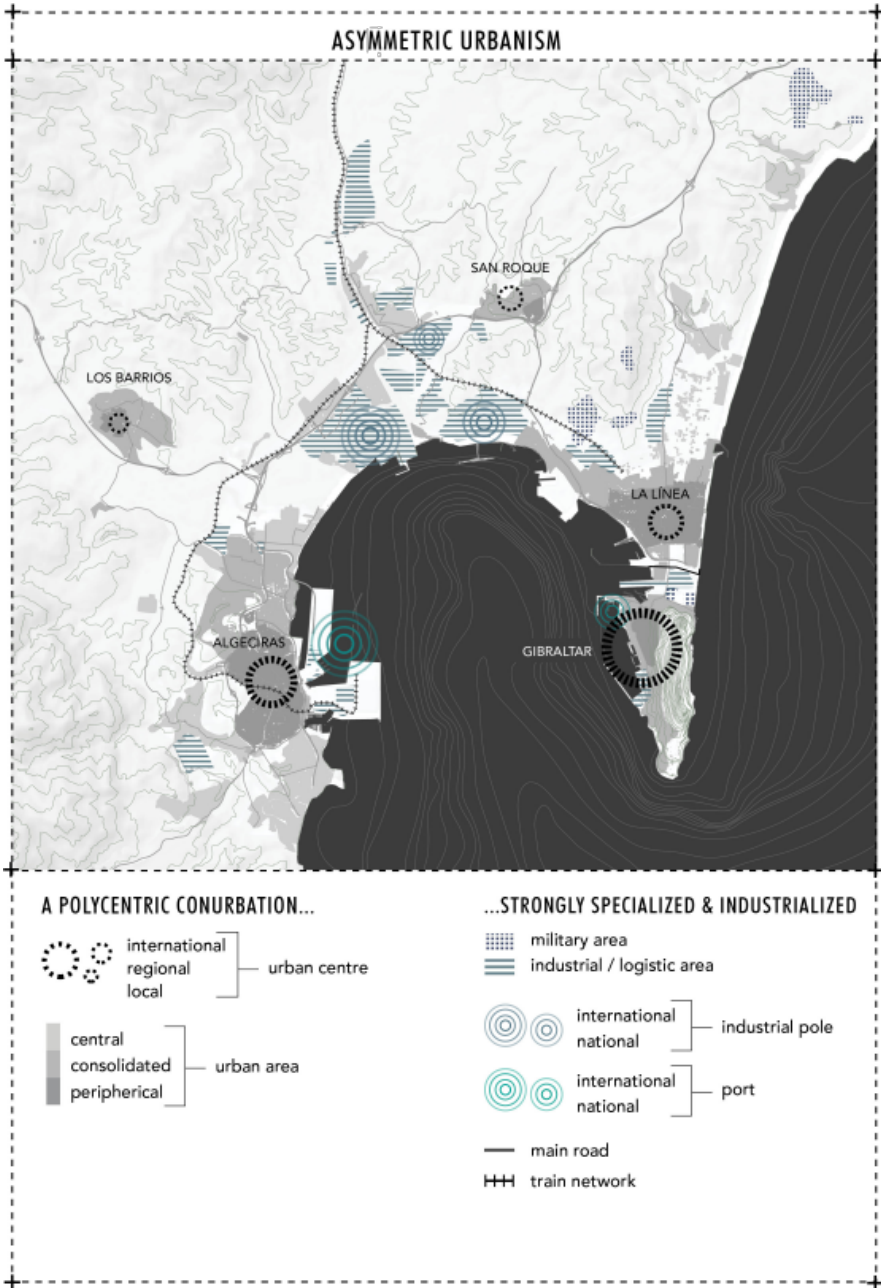 ASYMMETRIC URBANISM
SAN ROQUE
LOS BARRIOS
LA LÍNEA
ALGECIRAS
GIBRALTAR
A POLYCENTRIC CONURBATION...
international
regional
local
urban centre
central
consolidated
peripherical
urban area
...STRONGLY SPECIALIZED & INDUSTRIALIZED
military area
industrial / logistic area
international
national
industrial pole
international
national
port
main road
train network